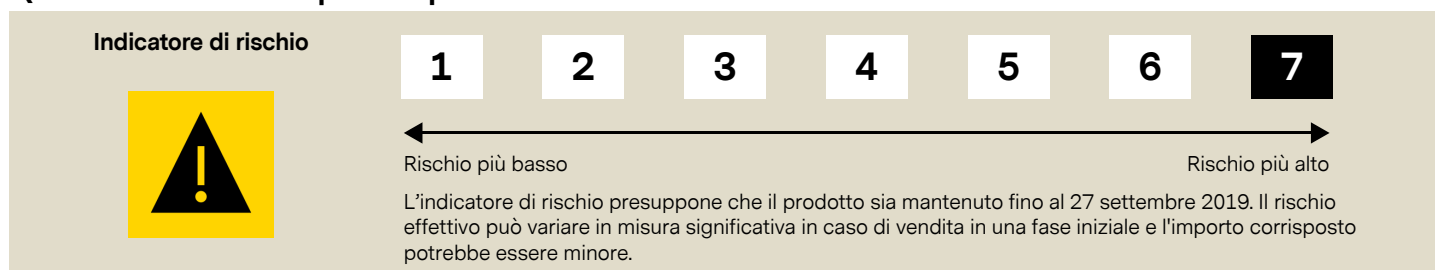 Indicatore di rischio
1 2 3 4 5 6 7
Rischio più basso Rischio più alto
L'indicatore di rischio presuppone che il prodotto sia mantenuto fino al 27 settembre 2019. Il rischio
effettivo può variare in misura significativa in caso di vendita in una fase iniziale e l'importo corrisposto
potrebbe essere minore.